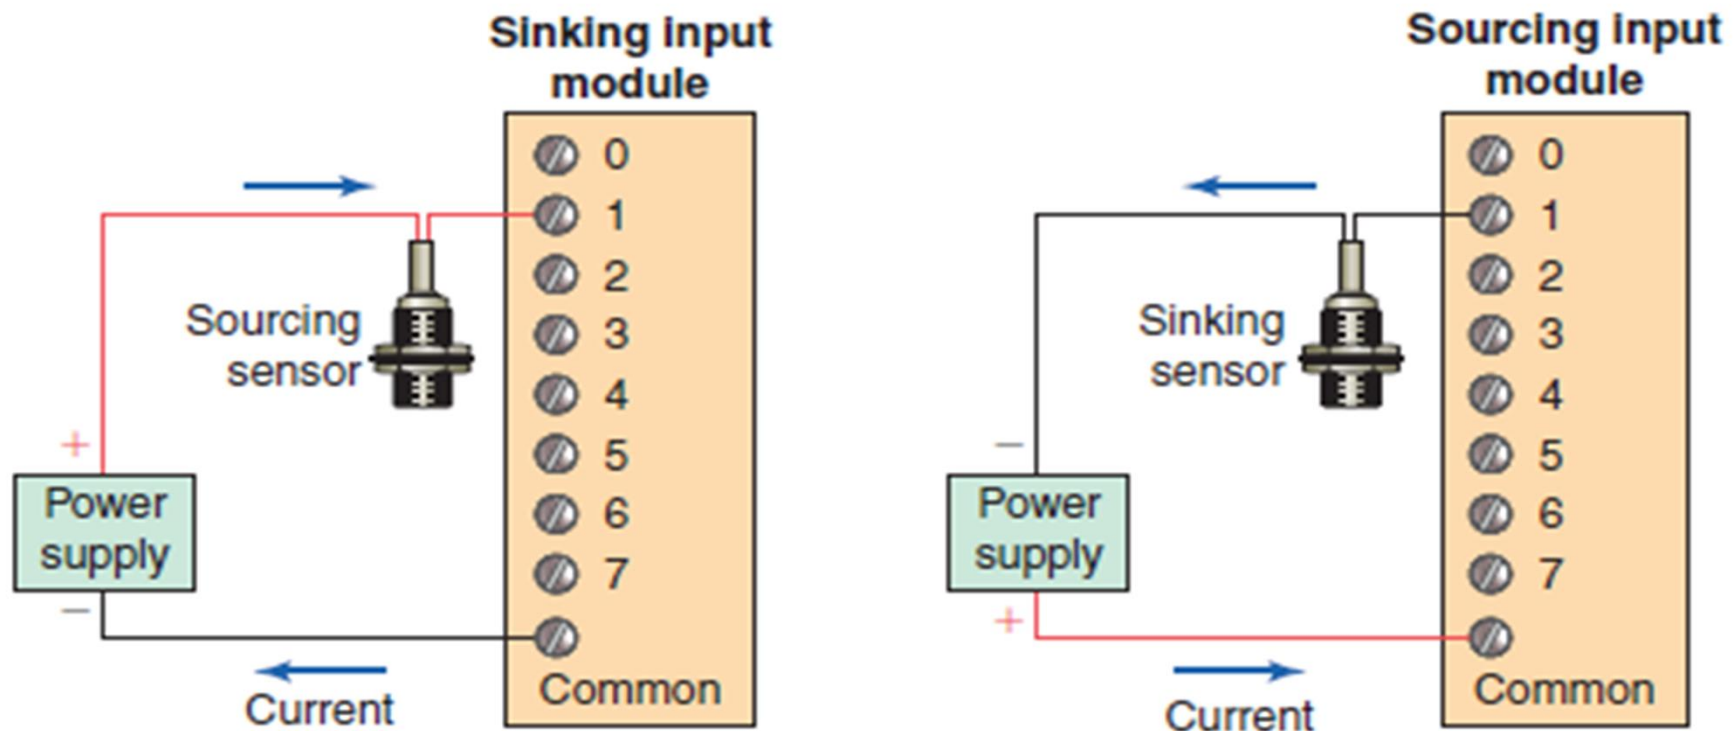 Sinking input
module
0
1
2
3
4
5
6
7
Common
Sourcing
sensor
+
Power
supply
–
Current
Sourcing input
module
0
1
2
3
4
5
6
7
Common
Sinking
sensor
–
Power
supply
+
Current